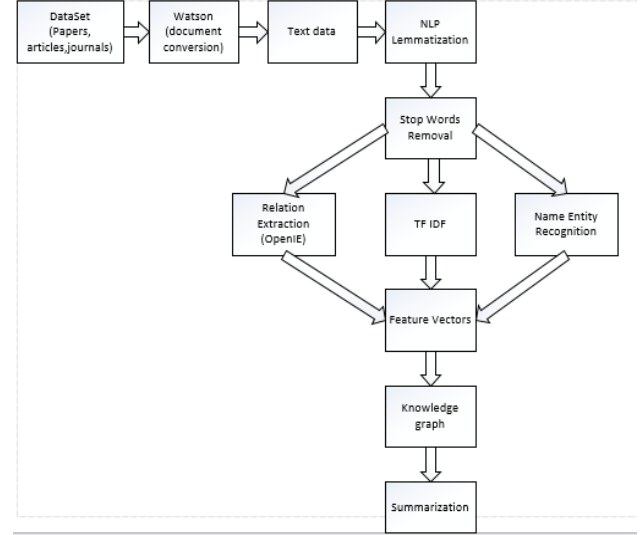 DataSet
(Papers,
articles,journals)
Watson
(document
conversion)
Text data
NLP
Lemmatization
Stop Words
Removal
Relation
Extraction
(OpenIE)
TF IDF
Name Entity
Recognition
Feature Vectors
Knowledge
graph
Summarization